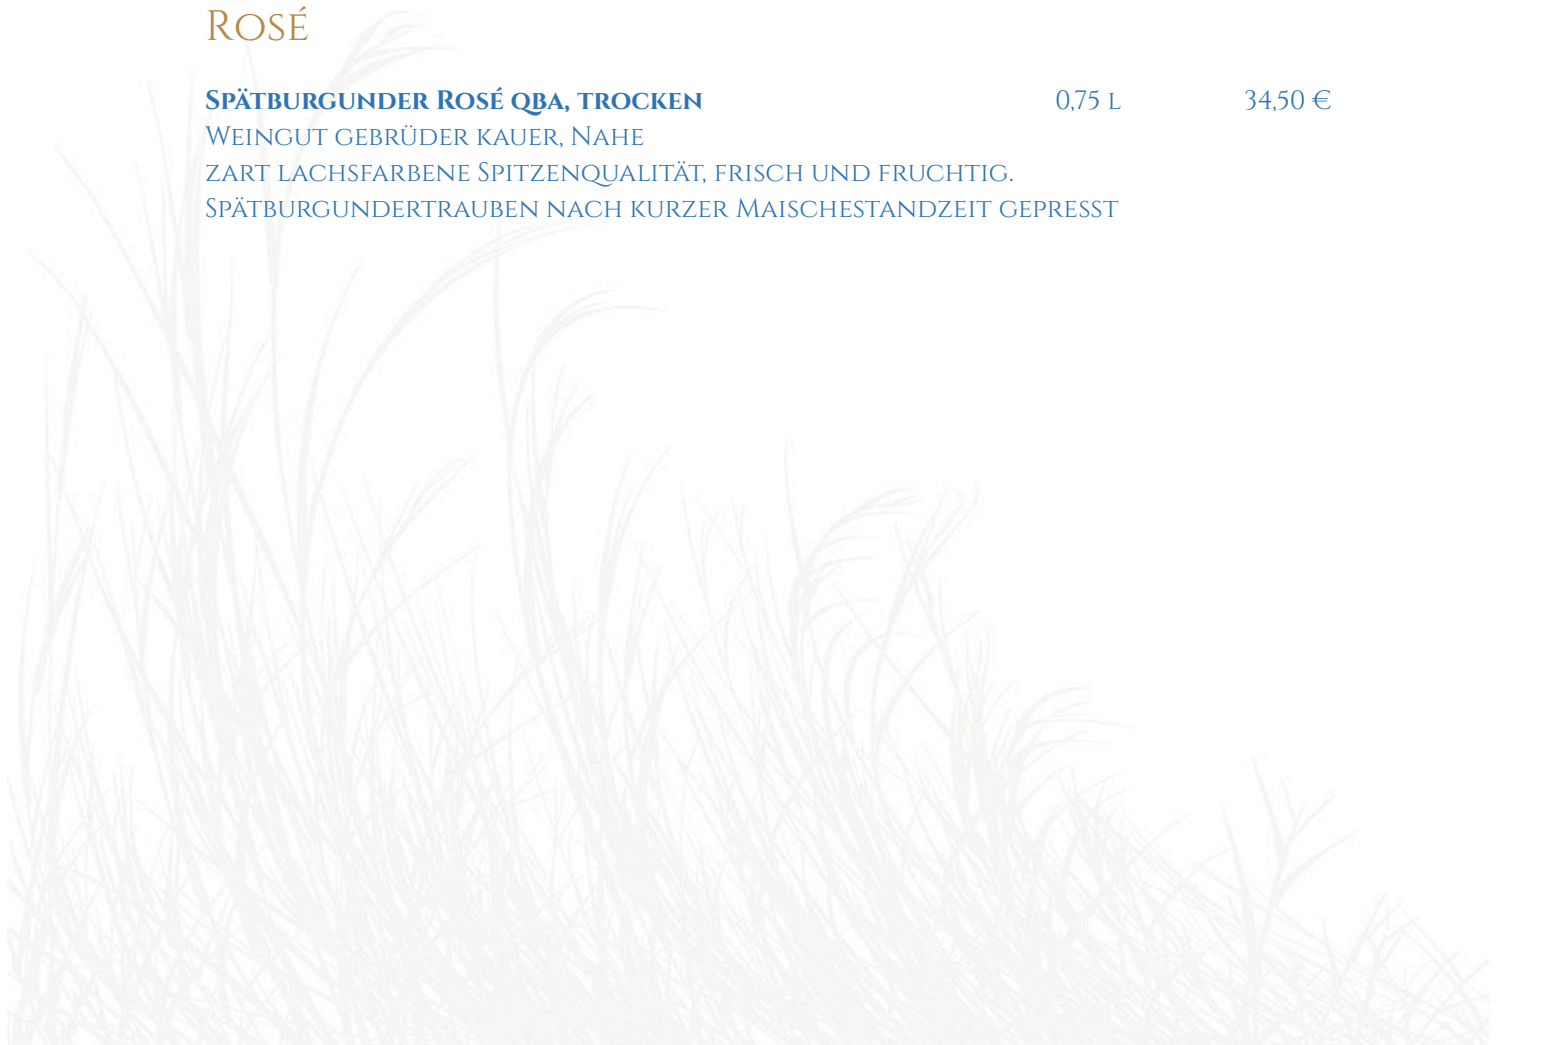 Rosé
Spätburgunder Rosé QbA, trocken 0,75 l 34,50 €
Weingut gebrüder kauer, Nahe
zart lachsfarbene Spitzenqualität, frisch und fruchtig.
Spätburgundertrauben nach kurzer Maischestandzeit gepresst